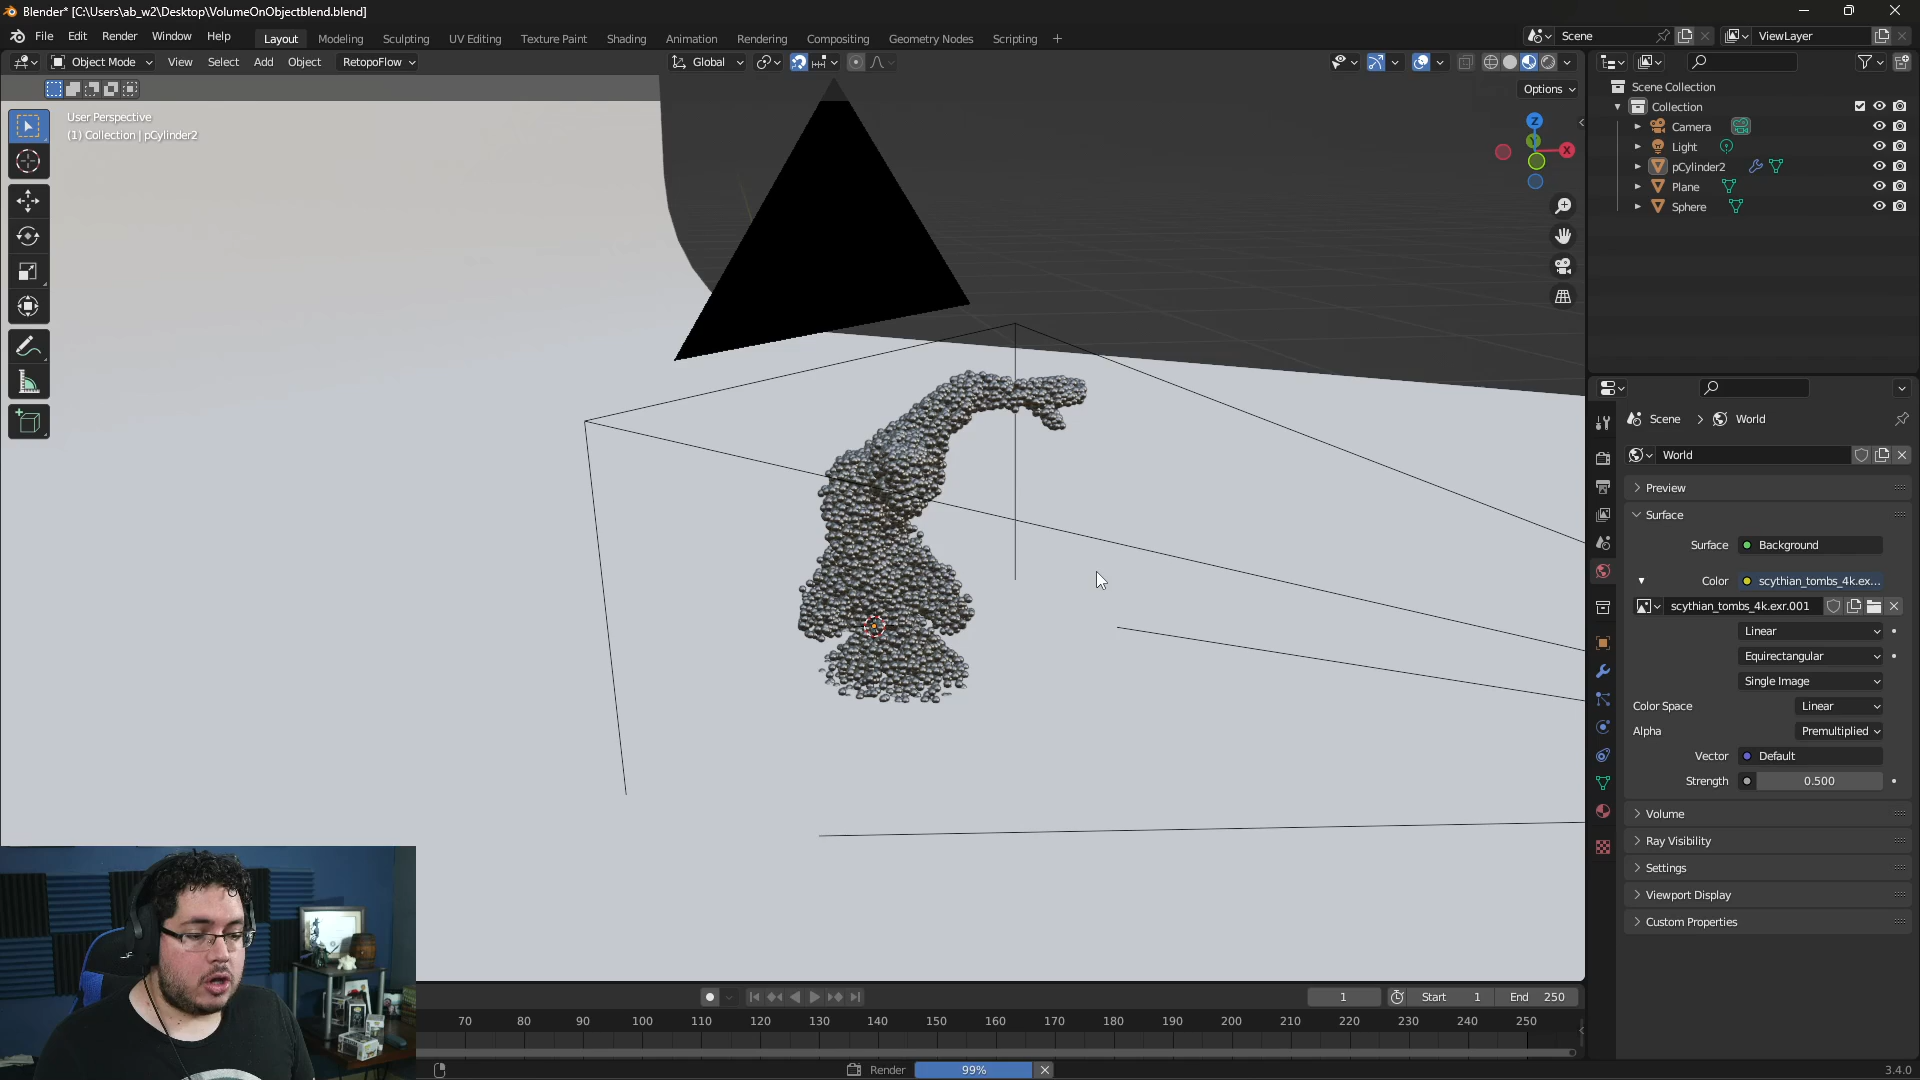 Blender* [C:\Users\ab_w2\Desktop\VolumeOnObjectblend.blend]
File Edit Render Window Help Layout Modeling Sculpting UV Editing Texture Paint Shading Animation Rendering Compositing Geometry Nodes Scripting + Scene ViewLayer
Object Mode View Select Add Object RetopoFlow Global
Options
User Perspective
(1) Collection | pCylinder2
Z
Y
X
Scene Collection
Collection
Camera
Light
pCylinder2
Plane
Sphere
Scene > World
World
Preview
Surface
Surface Background
Color scythian_tombs_4k.ex...
scythian_tombs_4k.exr.001
Linear
Equirectangular
Single Image
Color Space Linear
Alpha Premultiplied
Vector Default
Strength 0.500
Volume
Ray Visibility
Settings
Viewport Display
Custom Properties
1 Start 1 End 250
70 80 90 100 110 120 130 140 150 160 170 180 190 200 210 220 230 240 250
Render 99% 3.4.0